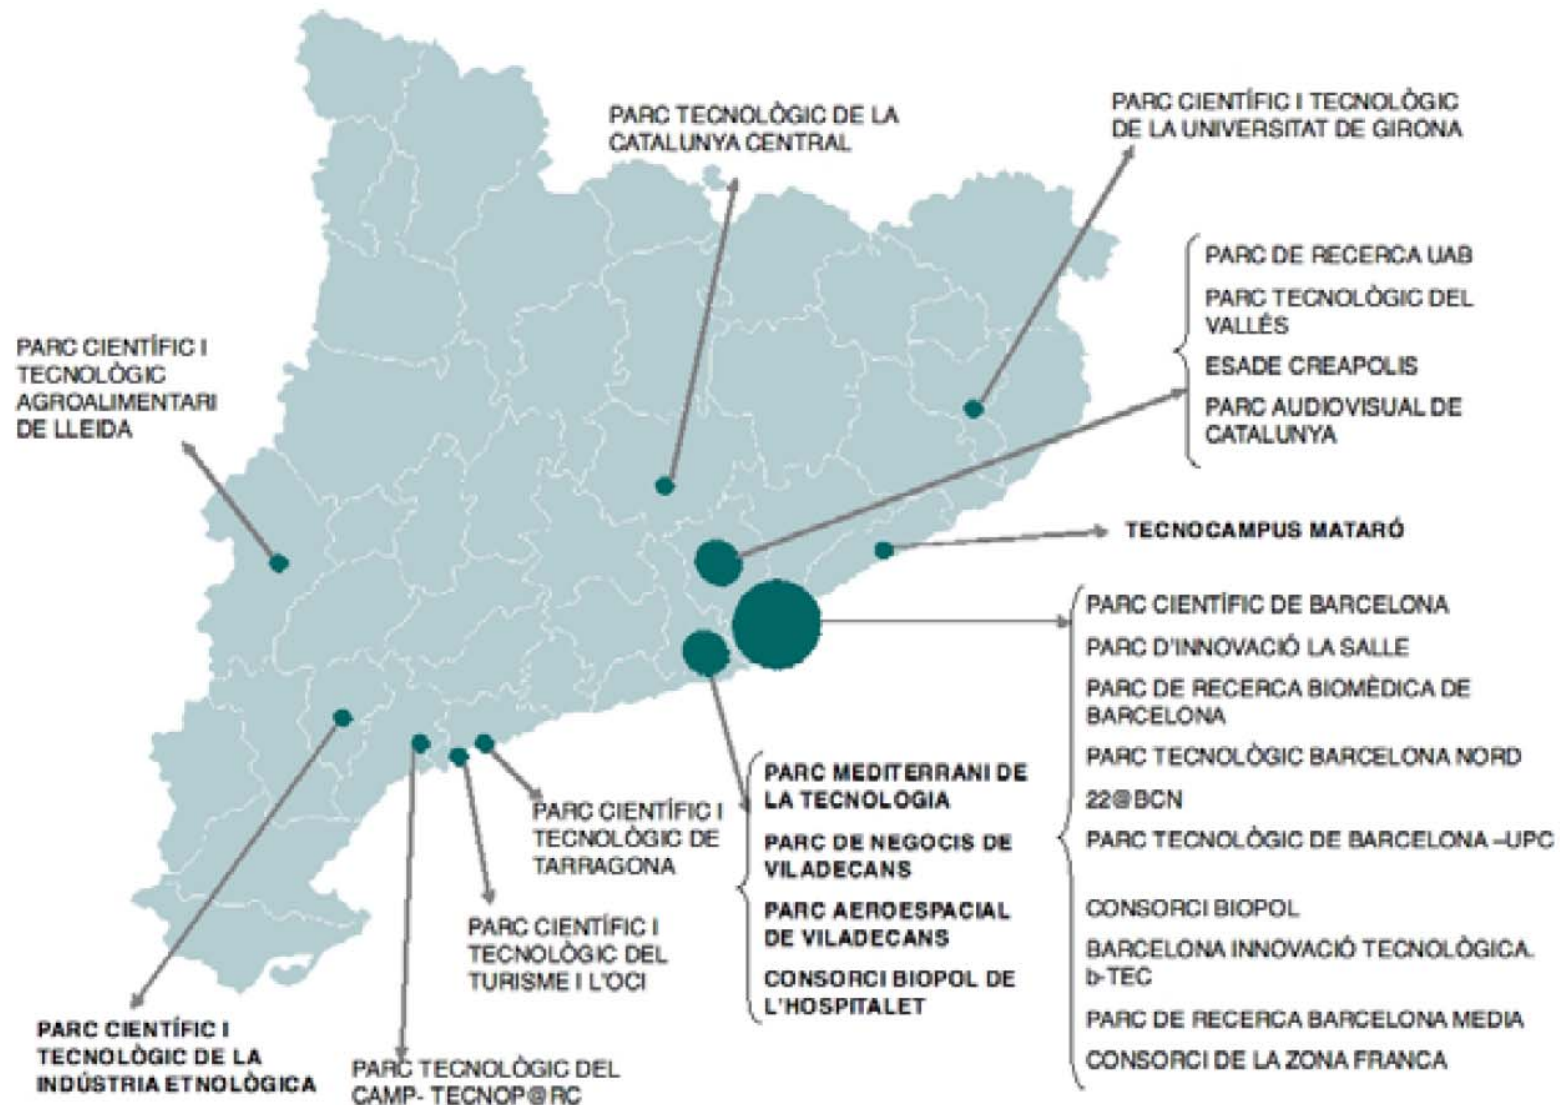 PARC TECNOLÒGIC DE LA
CATALUNYA CENTRAL
PARC CIENTÍFIC I TECNOLÒGIC
DE LA UNIVERSITAT DE GIRONA
PARC DE RECERCA UAB
PARC TECNOLÒGIC DEL
VALLÉS
ESADE CREAPOLIS
PARC AUDIOVISUAL DE
CATALUNYA
PARC CIENTÍFIC I
TECNOLÒGIC
AGROALIMENTARI
DE LLEIDA
TECNOCAMPUS MATARÓ
PARC CIENTÍFIC DE BARCELONA
PARC D'INNOVACIÓ LA SALLE
PARC DE RECERCA BIOMÈDICA DE
BARCELONA
PARC TECNOLÒGIC BARCELONA NORD
22@BCN
PARC TECNOLÒGIC DE BARCELONA –UPC
CONSORCI BIOPOL
BARCELONA INNOVACIÓ TECNOLÒGICA.
b-TEC
PARC DE RECERCA BARCELONA MEDIA
CONSORCI DE LA ZONA FRANCA
PARC MEDITERRANI DE
LA TECNOLOGIA
PARC DE NEGOCIS DE
VILADECANS
PARC AEROESPACIAL
DE VILADECANS
CONSORCI BIOPOL DE
L'HOSPITALET
PARC CIENTÍFIC I
TECNOLÒGIC DE
TARRAGONA
PARC CIENTÍFIC I
TECNOLÒGIC DEL
TURISME I L'OCI
PARC TECNOLÒGIC DEL
CAMP- TECNOP@RC
PARC CIENTÍFIC I
TECNOLÒGIC DE LA
INDÚSTRIA ETNOLÒGICA